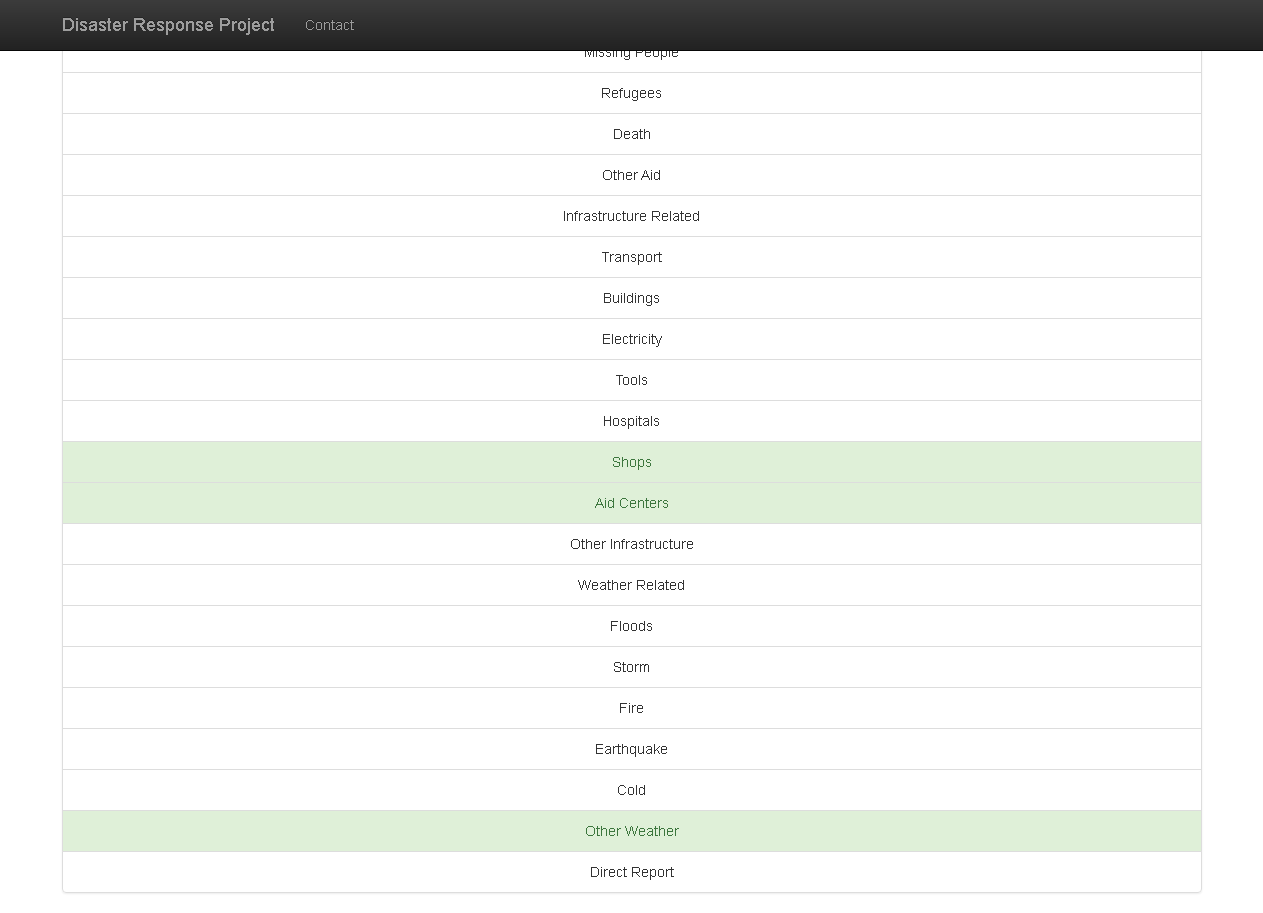 Disaster Response Project Contact
Missing People
Refugees
Death
Other Aid
Infrastructure Related
Transport
Buildings
Electricity
Tools
Hospitals
Shops
Aid Centers
Other Infrastructure
Weather Related
Floods
Storm
Fire
Earthquake
Cold
Other Weather
Direct Report